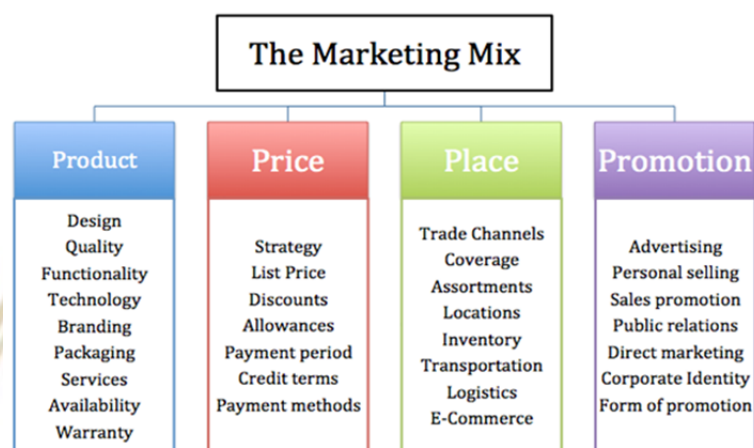 The Marketing Mix
Product
Design
Quality
Functionality
Technology
Branding
Packaging
Services
Availability
Warranty
Price
Strategy
List Price
Discounts
Allowances
Payment period
Credit terms
Payment methods
Place
Trade Channels
Coverage
Assortments
Locations
Inventory
Transportation
Logistics
E-Commerce
Promotion
Advertising
Personal selling
Sales promotion
Public relations
Direct marketing
Corporate Identity
Form of promotion